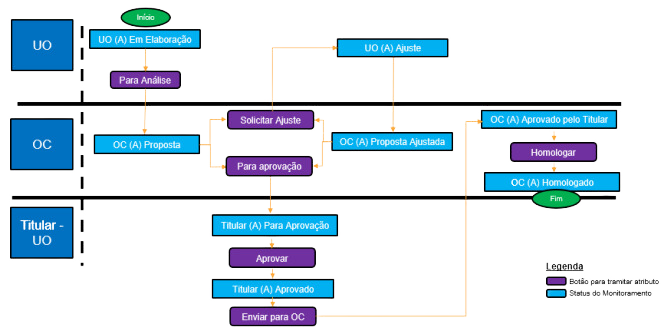 Início
UO
UO (A) Em Elaboração
UO (A) Ajuste
Para Análise
OC
Solicitar Ajuste
OC (A) Aprovado pelo Titular
OC (A) Proposta
OC (A) Proposta Ajustada
Homologar
Para aprovação
OC (A) Homologado
Fim
Titular -
UO
Titular (A) Para Aprovação
Aprovar
Titular (A) Aprovado
Enviar para OC
Legenda
Botão para tramitar atributo
Status do Monitoramento